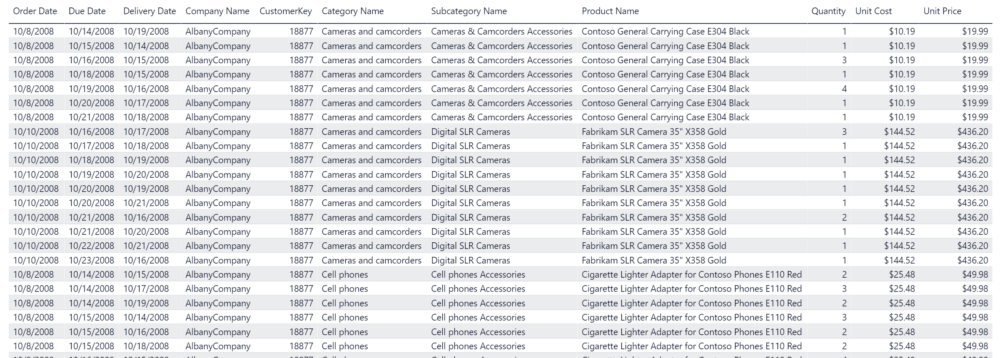 Order Date Due Date Delivery Date Company Name CustomerKey Category Name Subcategory Name Product Name Quantity Unit Cost Unit Price
10/8/2008 10/14/2008 10/19/2008 AlbanyCompany 18877 Cameras and camcorders Cameras & Camcorders Accessories Contoso General Carrying Case E304 Black 1 $10.19 $19.99
10/8/2008 10/15/2008 10/14/2008 AlbanyCompany 18877 Cameras and camcorders Cameras & Camcorders Accessories Contoso General Carrying Case E304 Black 1 $10.19 $19.99
10/8/2008 10/16/2008 10/15/2008 AlbanyCompany 18877 Cameras and camcorders Cameras & Camcorders Accessories Contoso General Carrying Case E304 Black 3 $10.19 $19.99
10/8/2008 10/18/2008 10/15/2008 AlbanyCompany 18877 Cameras and camcorders Cameras & Camcorders Accessories Contoso General Carrying Case E304 Black 1 $10.19 $19.99
10/8/2008 10/19/2008 10/16/2008 AlbanyCompany 18877 Cameras and camcorders Cameras & Camcorders Accessories Contoso General Carrying Case E304 Black 4 $10.19 $19.99
10/8/2008 10/20/2008 10/17/2008 AlbanyCompany 18877 Cameras and camcorders Cameras & Camcorders Accessories Contoso General Carrying Case E304 Black 1 $10.19 $19.99
10/8/2008 10/21/2008 10/18/2008 AlbanyCompany 18877 Cameras and camcorders Cameras & Camcorders Accessories Contoso General Carrying Case E304 Black 1 $10.19 $19.99
10/10/2008 10/16/2008 10/17/2008 AlbanyCompany 18877 Cameras and camcorders Digital SLR Cameras Fabrikam SLR Camera 35" X358 Gold 3 $144.52 $436.20
10/10/2008 10/17/2008 10/18/2008 AlbanyCompany 18877 Cameras and camcorders Digital SLR Cameras Fabrikam SLR Camera 35" X358 Gold 1 $144.52 $436.20
10/10/2008 10/18/2008 10/19/2008 AlbanyCompany 18877 Cameras and camcorders Digital SLR Cameras Fabrikam SLR Camera 35" X358 Gold 1 $144.52 $436.20
10/10/2008 10/19/2008 10/20/2008 AlbanyCompany 18877 Cameras and camcorders Digital SLR Cameras Fabrikam SLR Camera 35" X358 Gold 1 $144.52 $436.20
10/10/2008 10/20/2008 10/19/2008 AlbanyCompany 18877 Cameras and camcorders Digital SLR Cameras Fabrikam SLR Camera 35" X358 Gold 1 $144.52 $436.20
10/10/2008 10/20/2008 10/21/2008 AlbanyCompany 18877 Cameras and camcorders Digital SLR Cameras Fabrikam SLR Camera 35" X358 Gold 1 $144.52 $436.20
10/10/2008 10/21/2008 10/16/2008 AlbanyCompany 18877 Cameras and camcorders Digital SLR Cameras Fabrikam SLR Camera 35" X358 Gold 2 $144.52 $436.20
10/10/2008 10/21/2008 10/20/2008 AlbanyCompany 18877 Cameras and camcorders Digital SLR Cameras Fabrikam SLR Camera 35" X358 Gold 1 $144.52 $436.20
10/10/2008 10/22/2008 10/21/2008 AlbanyCompany 18877 Cameras and camcorders Digital SLR Cameras Fabrikam SLR Camera 35" X358 Gold 1 $144.52 $436.20
10/10/2008 10/23/2008 10/16/2008 AlbanyCompany 18877 Cameras and camcorders Digital SLR Cameras Fabrikam SLR Camera 35" X358 Gold 1 $144.52 $436.20
10/8/2008 10/14/2008 10/15/2008 AlbanyCompany 18877 Cell phones Cell phones Accessories Cigarette Lighter Adapter for Contoso Phones E110 Red 2 $25.48 $49.98
10/8/2008 10/14/2008 10/17/2008 AlbanyCompany 18877 Cell phones Cell phones Accessories Cigarette Lighter Adapter for Contoso Phones E110 Red 3 $25.48 $49.98
10/8/2008 10/14/2008 10/19/2008 AlbanyCompany 18877 Cell phones Cell phones Accessories Cigarette Lighter Adapter for Contoso Phones E110 Red 2 $25.48 $49.98
10/8/2008 10/15/2008 10/14/2008 AlbanyCompany 18877 Cell phones Cell phones Accessories Cigarette Lighter Adapter for Contoso Phones E110 Red 3 $25.48 $49.98
10/8/2008 10/15/2008 10/16/2008 AlbanyCompany 18877 Cell phones Cell phones Accessories Cigarette Lighter Adapter for Contoso Phones E110 Red 2 $25.48 $49.98
10/8/2008 10/15/2008 10/18/2008 AlbanyCompany 18877 Cell phones Cell phones Accessories Cigarette Lighter Adapter for Contoso Phones E110 Red 2 $25.48 $49.98